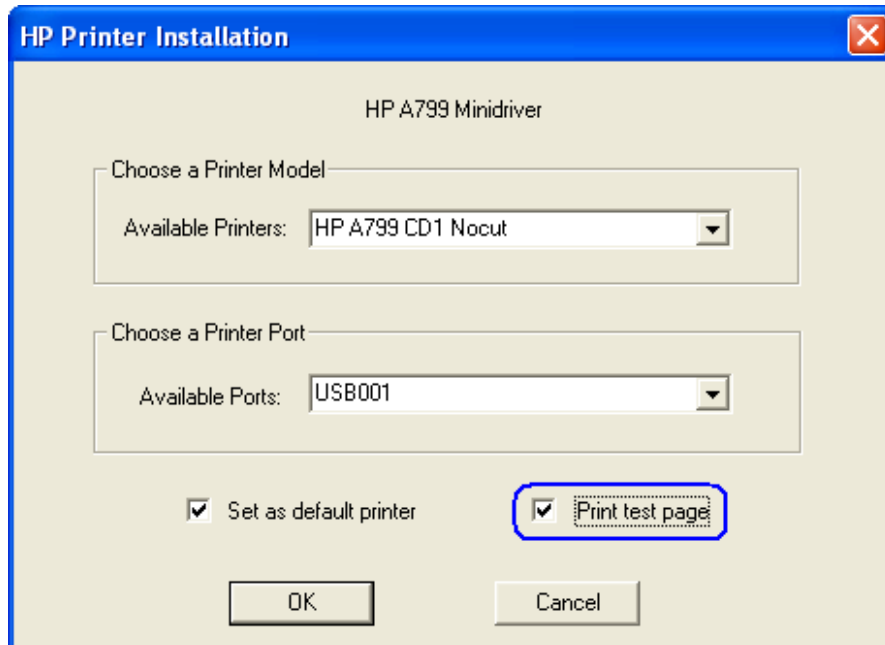 HP Printer Installation
HP A799 Minidriver
Choose a Printer Model
Available Printers: HP A799 CD1 Nocut
Choose a Printer Port
Available Ports: USB001
Set as default printer Print test page
OK Cancel